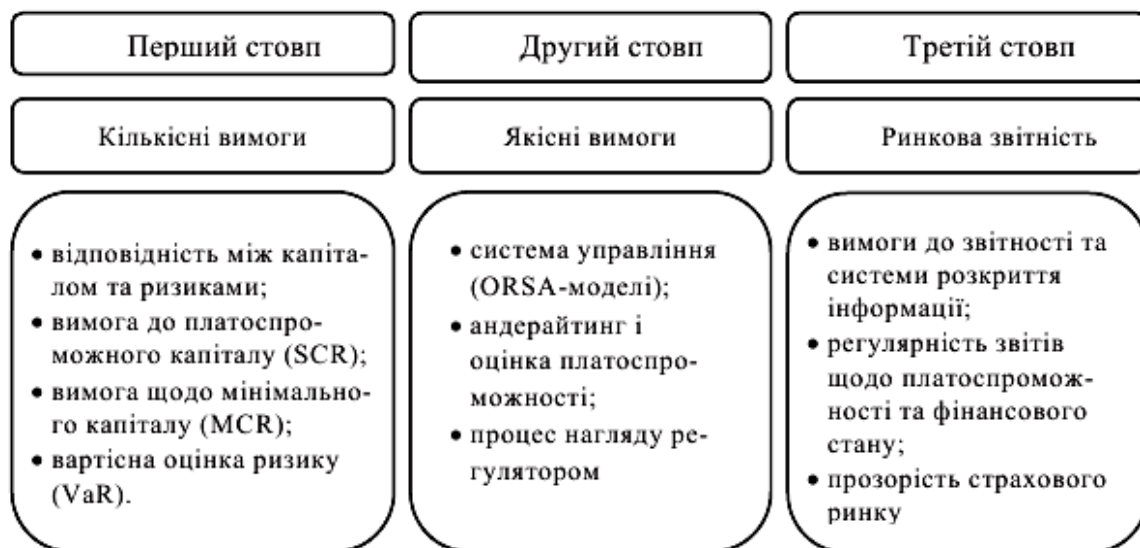 Перший стовп
Другий стовп
Третій стовп
Кількісні вимоги
Якісні вимоги
Ринкова звітність
• відповідність між капіта-
лом та ризиками;
• вимога до платоспро-
можного капіталу (SCR);
• вимога щодо мінімально-
го капіталу (MCR);
• вартісна оцінка ризику
(VaR).
• система управління
(ORSA-моделі);
• андерайтинг і
оцінка платоспро-
можності;
• процес нагляду ре-
гулятором
• вимоги до звітності та
системи розкриття
інформації;
• регулярність звітів
щодо платоспромож-
ності та фінансового
стану;
• прозорість страхового
ринку